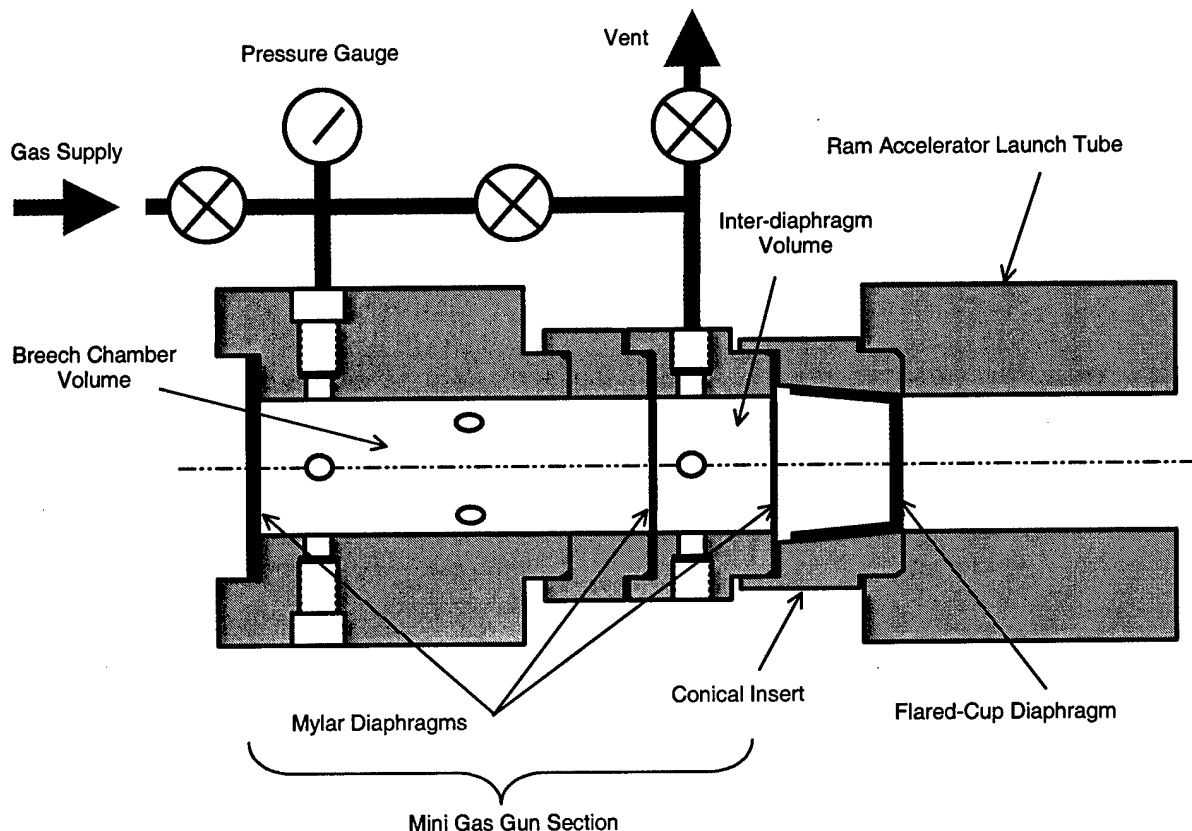 Vent
Pressure Gauge
Gas Supply
Ram Accelerator Launch Tube
Inter-diaphragm
Volume
Breech Chamber
Volume
Conical Insert
Mylar Diaphragms
Flared-Cup Diaphragm
Mini Gas Gun Section